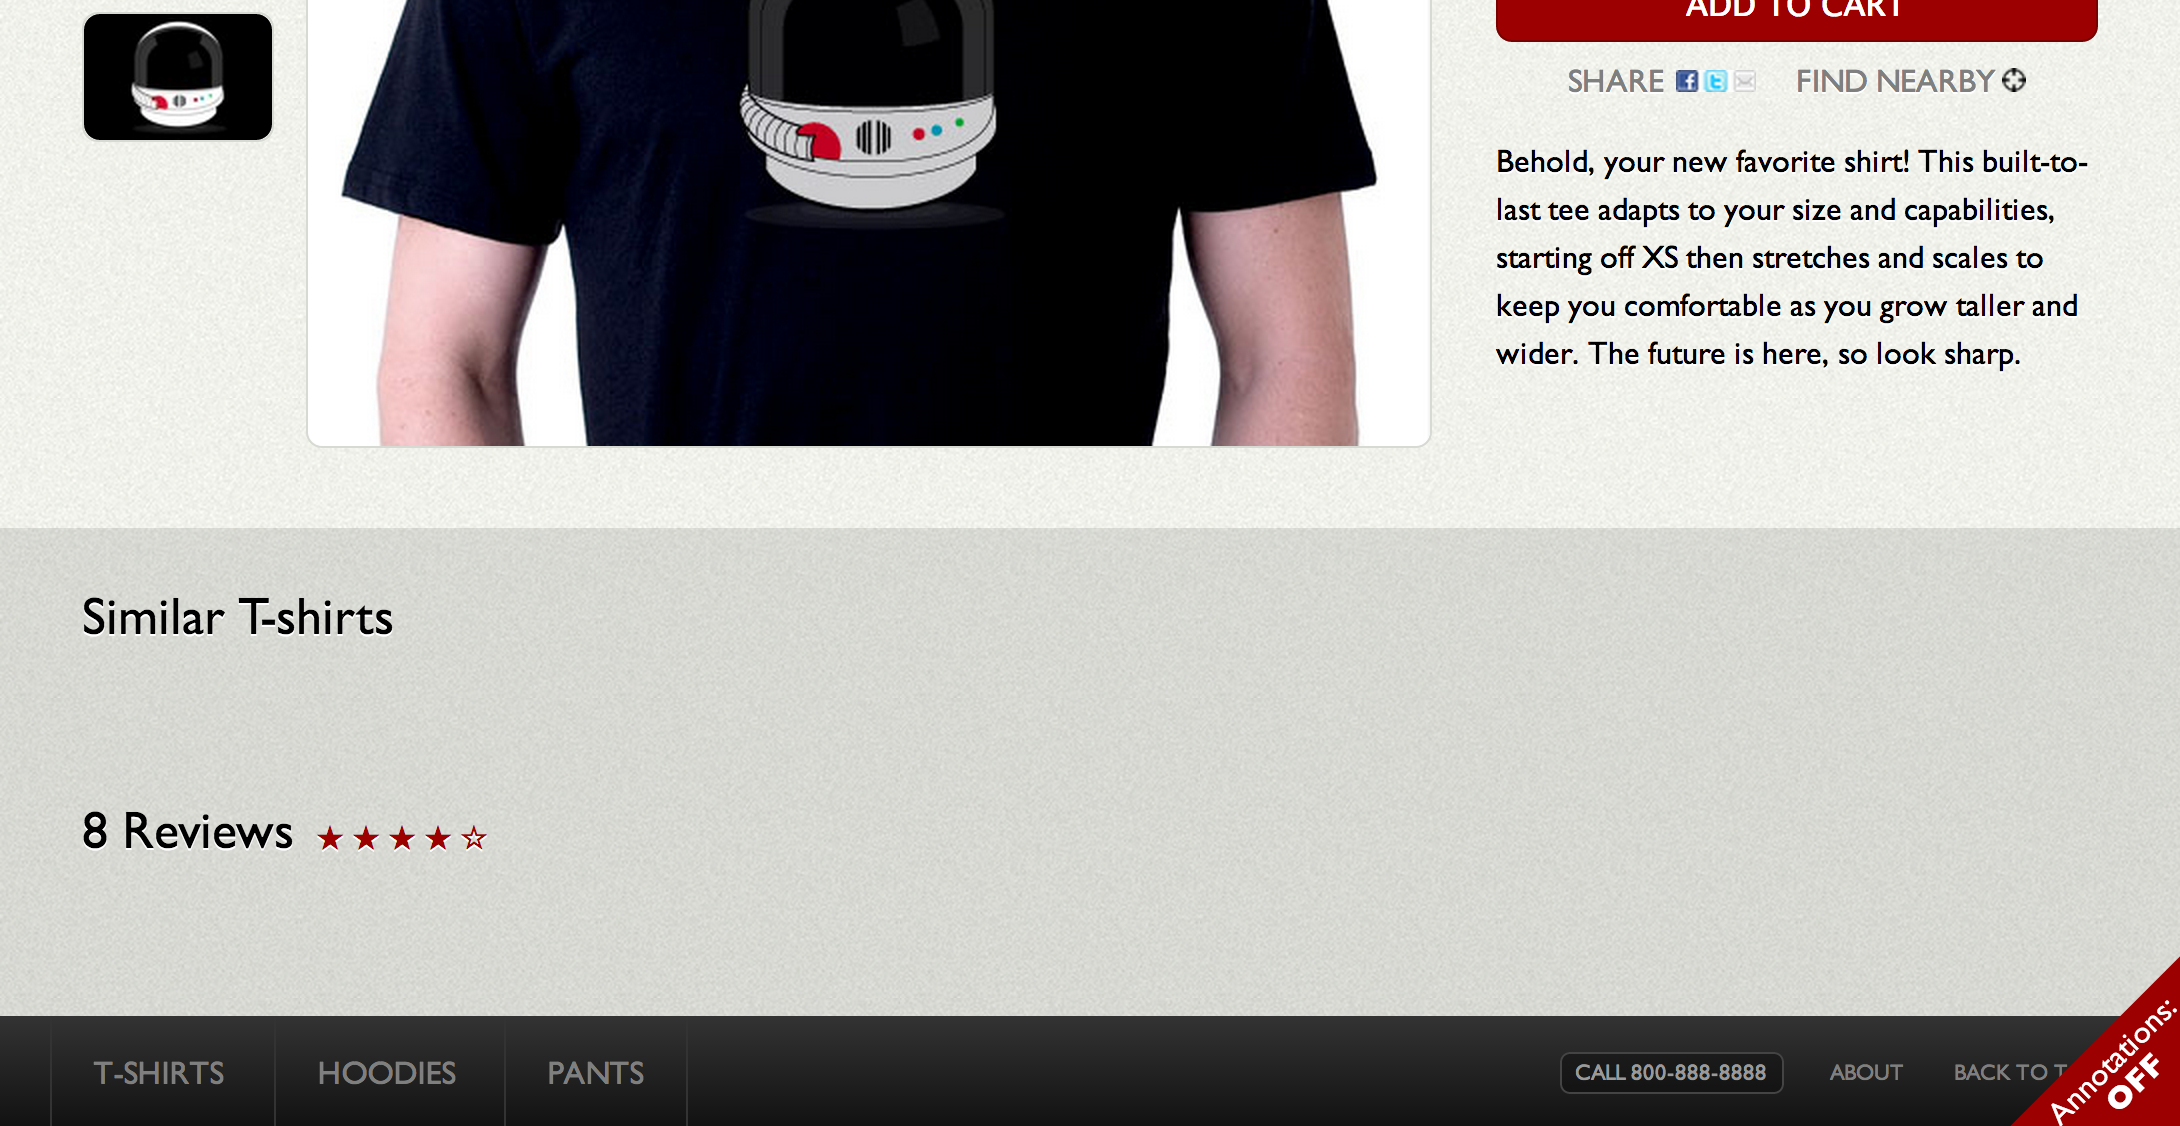 ADD TO CART
SHARE
FIND NEARBY
Behold, your new favorite shirt! This built-to-
last tee adapts to your size and capabilities,
starting off XS then stretches and scales to
keep you comfortable as you grow taller and
wider. The future is here, so look sharp.
Similar T-shirts
8 Reviews ★★★★☆
T-SHIRTS
HOODIES
PANTS
CALL 800-888-8888
ABOUT
BACK TO T
Annotations:
OFF